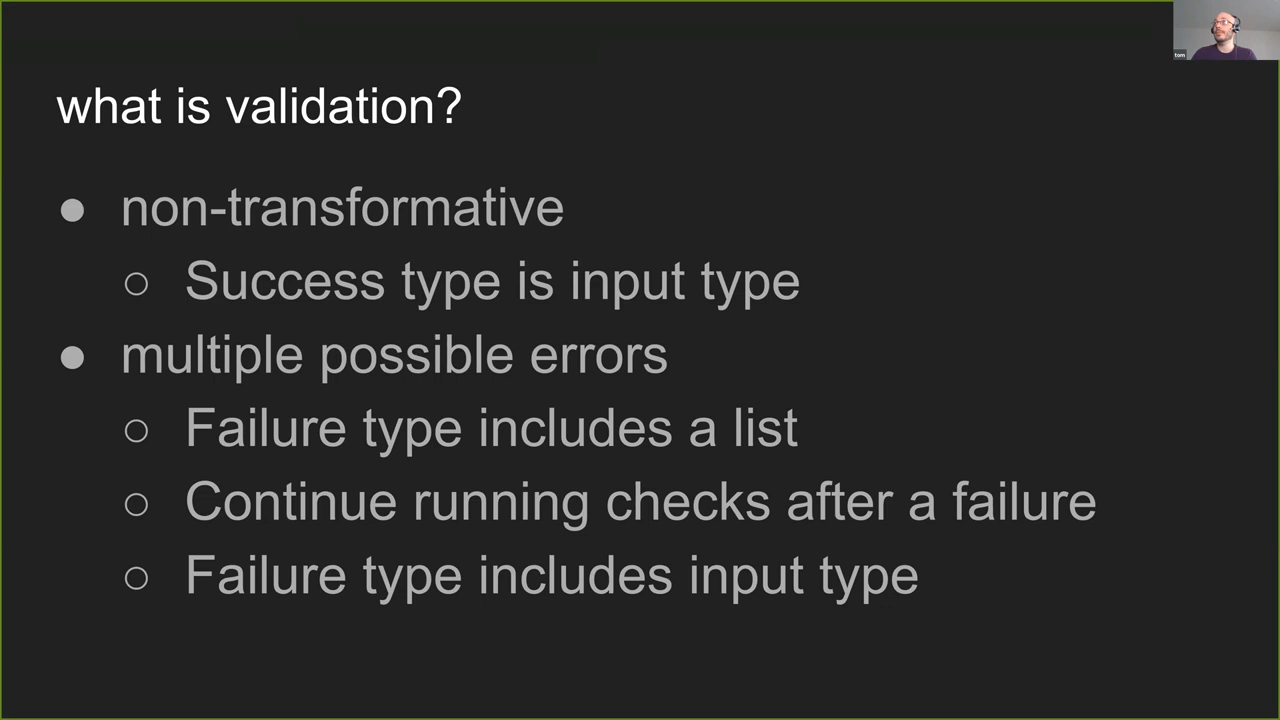 tom
what is validation?
● non-transformative
○ Success type is input type
● multiple possible errors
○ Failure type includes a list
○ Continue running checks after a failure
○ Failure type includes input type